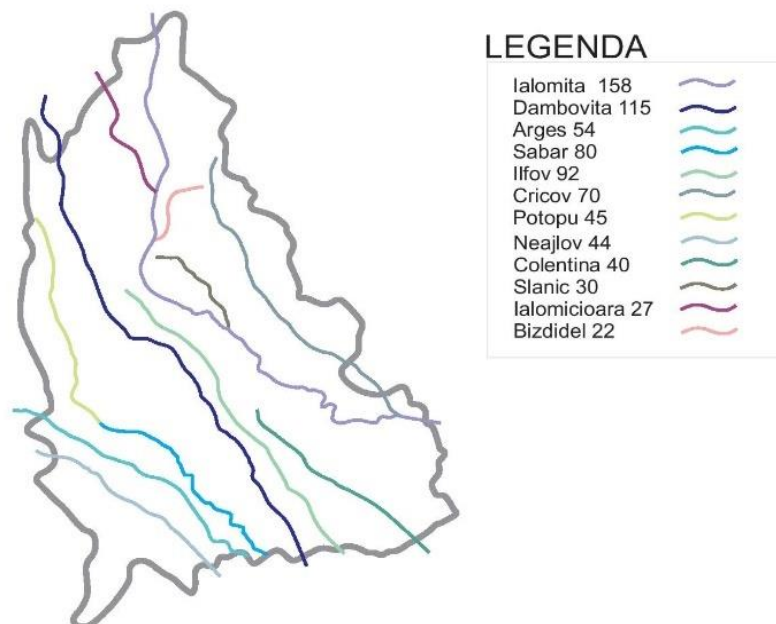 LEGENDA
Ialomita 158
Dambovita 115
Arges 54
Sabar 80
Ilfov 92
Cricov 70
Potopu 45
Neajlov 44
Colentina 40
Slanic 30
Ialomicioara 27
Bizdidel 22